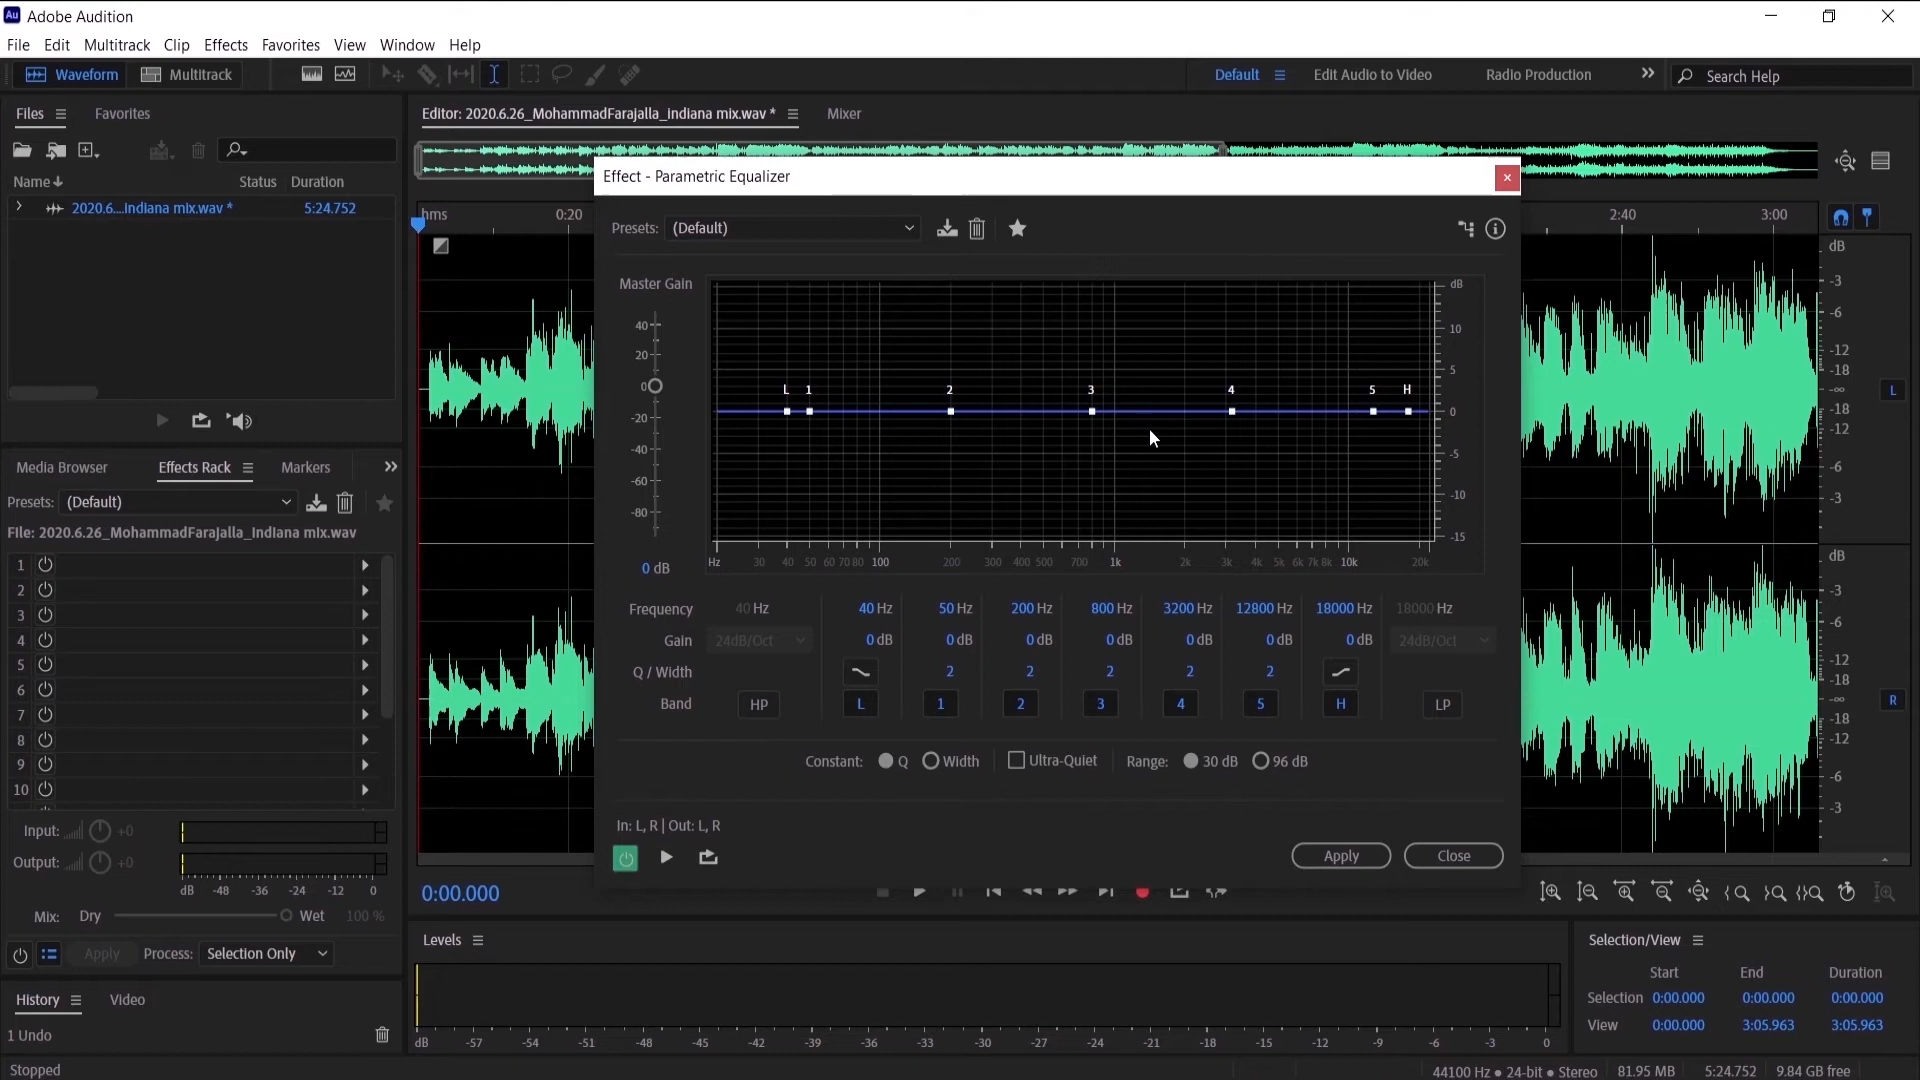 Au Adobe Audition
File Edit Multitrack Clip Effects Favorites View Window Help
Waveform Multitrack Default Edit Audio to Video Radio Production Search Help
Files Favorites
Name Status Duration
2020.6....Indiana mix.wav * 5:24.752
Media Browser Effects Rack Markers
Presets: (Default)
File: 2020.6.26_MohammadFarajalla_Indiana mix.wav
1
2
3
4
5
6
7
8
9
10
Input: +0
Output: +0
dB -48 -36 -24 -12 0
Mix: Dry Wet 100 %
Apply Process: Selection Only
History Video
1 Undo
Stopped
Editor: 2020.6.26_MohammadFarajalla_Indiana mix.wav * Mixer
hms 0:20 2:40 3:00
Effect - Parametric Equalizer
Presets: (Default)
Master Gain
40
20
0
-20
-40
-60
-80
0 dB
L 1 2 3 4 5 H
dB
10
5
0
-5
-10
-15
Hz 30 40 50 60 70 80 100 200 300 400 500 700 1k 2k 3k 4k 5k 6k 7k 8k 10k 20k
Frequency 40 Hz 40 Hz 50 Hz 200 Hz 800 Hz 3200 Hz 12800 Hz 18000 Hz 18000 Hz
Gain 24dB/Oct 0 dB 0 dB 0 dB 0 dB 0 dB 0 dB 0 dB 24dB/Oct
Q / Width 2 2 2 2 2
Band HP L 1 2 3 4 5 H LP
Constant: Q Width Ultra-Quiet Range: 30 dB 96 dB
In: L, R | Out: L, R
Apply Close
dB
-3
-6
-12
-18
-∞
-18
-12
-6
-3
L
dB
-3
-6
-12
-18
-∞
-18
-12
-6
-3
R
0:00.000
Levels
dB -57 -54 -51 -48 -45 -42 -39 -36 -33 -30 -27 -24 -21 -18 -15 -12 -9 -6 -3 0
Selection/View
Start End Duration
Selection 0:00.000 0:00.000 0:00.000
View 0:00.000 3:05.963 3:05.963
44100 Hz ● 24-bit ● Stereo 81.95 MB 5:24.752 9.84 GB free